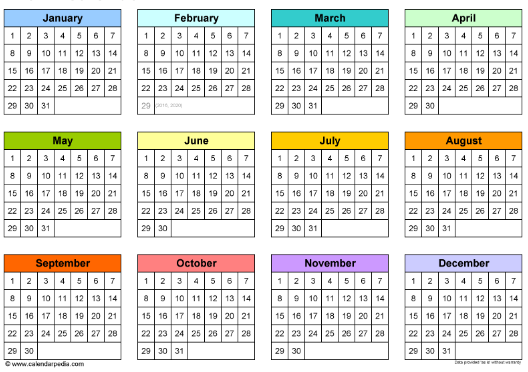 January February March April
1 2 3 4 5 6 7 1 2 3 4 5 6 7 1 2 3 4 5 6 7 1 2 3 4 5 6 7
8 9 10 11 12 13 14 8 9 10 11 12 13 14 8 9 10 11 12 13 14 8 9 10 11 12 13 14
15 16 17 18 19 20 21 15 16 17 18 19 20 21 15 16 17 18 19 20 21 15 16 17 18 19 20 21
22 23 24 25 26 27 28 22 23 24 25 26 27 28 22 23 24 25 26 27 28 22 23 24 25 26 27 28
29 30 31 29 29 30 31 29 30
May June July August
1 2 3 4 5 6 7 1 2 3 4 5 6 7 1 2 3 4 5 6 7 1 2 3 4 5 6 7
8 9 10 11 12 13 14 8 9 10 11 12 13 14 8 9 10 11 12 13 14 8 9 10 11 12 13 14
15 16 17 18 19 20 21 15 16 17 18 19 20 21 15 16 17 18 19 20 21 15 16 17 18 19 20 21
22 23 24 25 26 27 28 22 23 24 25 26 27 28 22 23 24 25 26 27 28 22 23 24 25 26 27 28
29 30 31 29 30 29 30 31 29 30 31
September October November December
1 2 3 4 5 6 7 1 2 3 4 5 6 7 1 2 3 4 5 6 7 1 2 3 4 5 6 7
8 9 10 11 12 13 14 8 9 10 11 12 13 14 8 9 10 11 12 13 14 8 9 10 11 12 13 14
15 16 17 18 19 20 21 15 16 17 18 19 20 21 15 16 17 18 19 20 21 15 16 17 18 19 20 21
22 23 24 25 26 27 28 22 23 24 25 26 27 28 22 23 24 25 26 27 28 22 23 24 25 26 27 28
29 30 29 30 31 29 30 29 30 31
© www.calendarpedia.com Data provided 'as is' without warranty